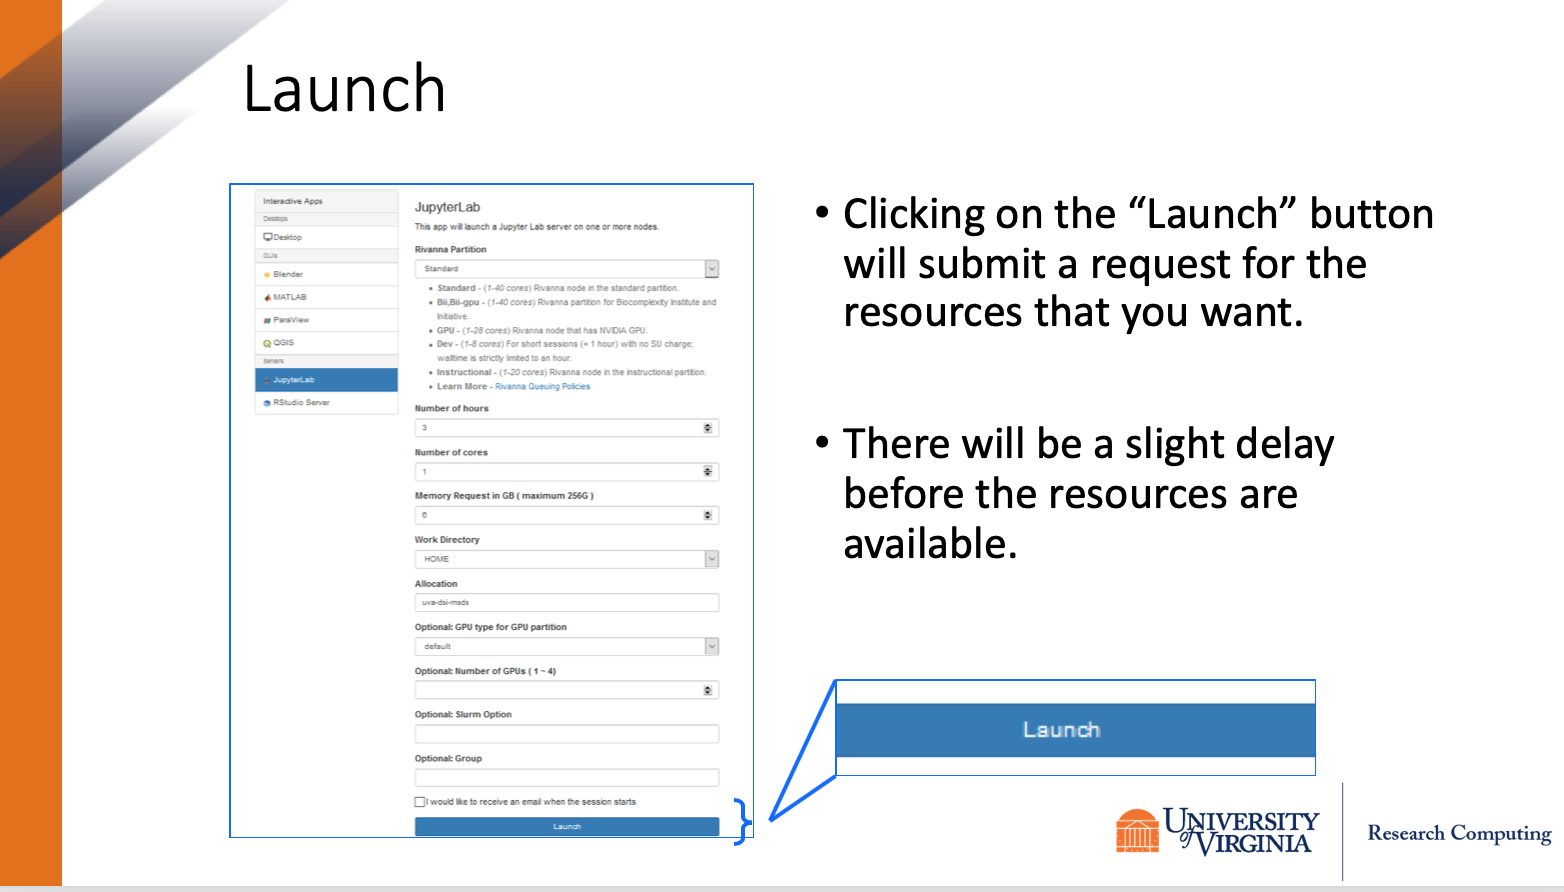 Launch
Interactive Apps
Desktops
Desktop
GUIs
Blender
MATLAB
ParaView
QGIS
Servers
JupyterLab
RStudio Server
JupyterLab
This app will launch a Jupyter Lab server on one or more nodes.
Rivanna Partition
Standard
• Standard - (1-40 cores) Rivanna node in the standard partition.
• Bii,Bii-gpu - (1-40 cores) Rivanna partition for Biocomplexity Institute and
Initiative.
• GPU - (1-28 cores) Rivanna node that has NVIDIA GPU.
• Dev - (1-8 cores) For short sessions (= 1 hour) with no SU charge;
walltime is strictly limited to an hour.
• Instructional - (1-20 cores) Rivanna node in the instructional partition.
• Learn More - Rivanna Queuing Policies
Number of hours
3
Number of cores
1
Memory Request in GB ( maximum 256G )
6
Work Directory
HOME
Allocation
uva-dsi-msds
Optional: GPU type for GPU partition
default
Optional: Number of GPUs ( 1 ~ 4)
Optional: Slurm Option
Optional: Group
I would like to receive an email when the session starts
Launch
• Clicking on the “Launch” button
will submit a request for the
resources that you want.
• There will be a slight delay
before the resources are
available.
Launch
UNIVERSITY
of VIRGINIA
Research Computing